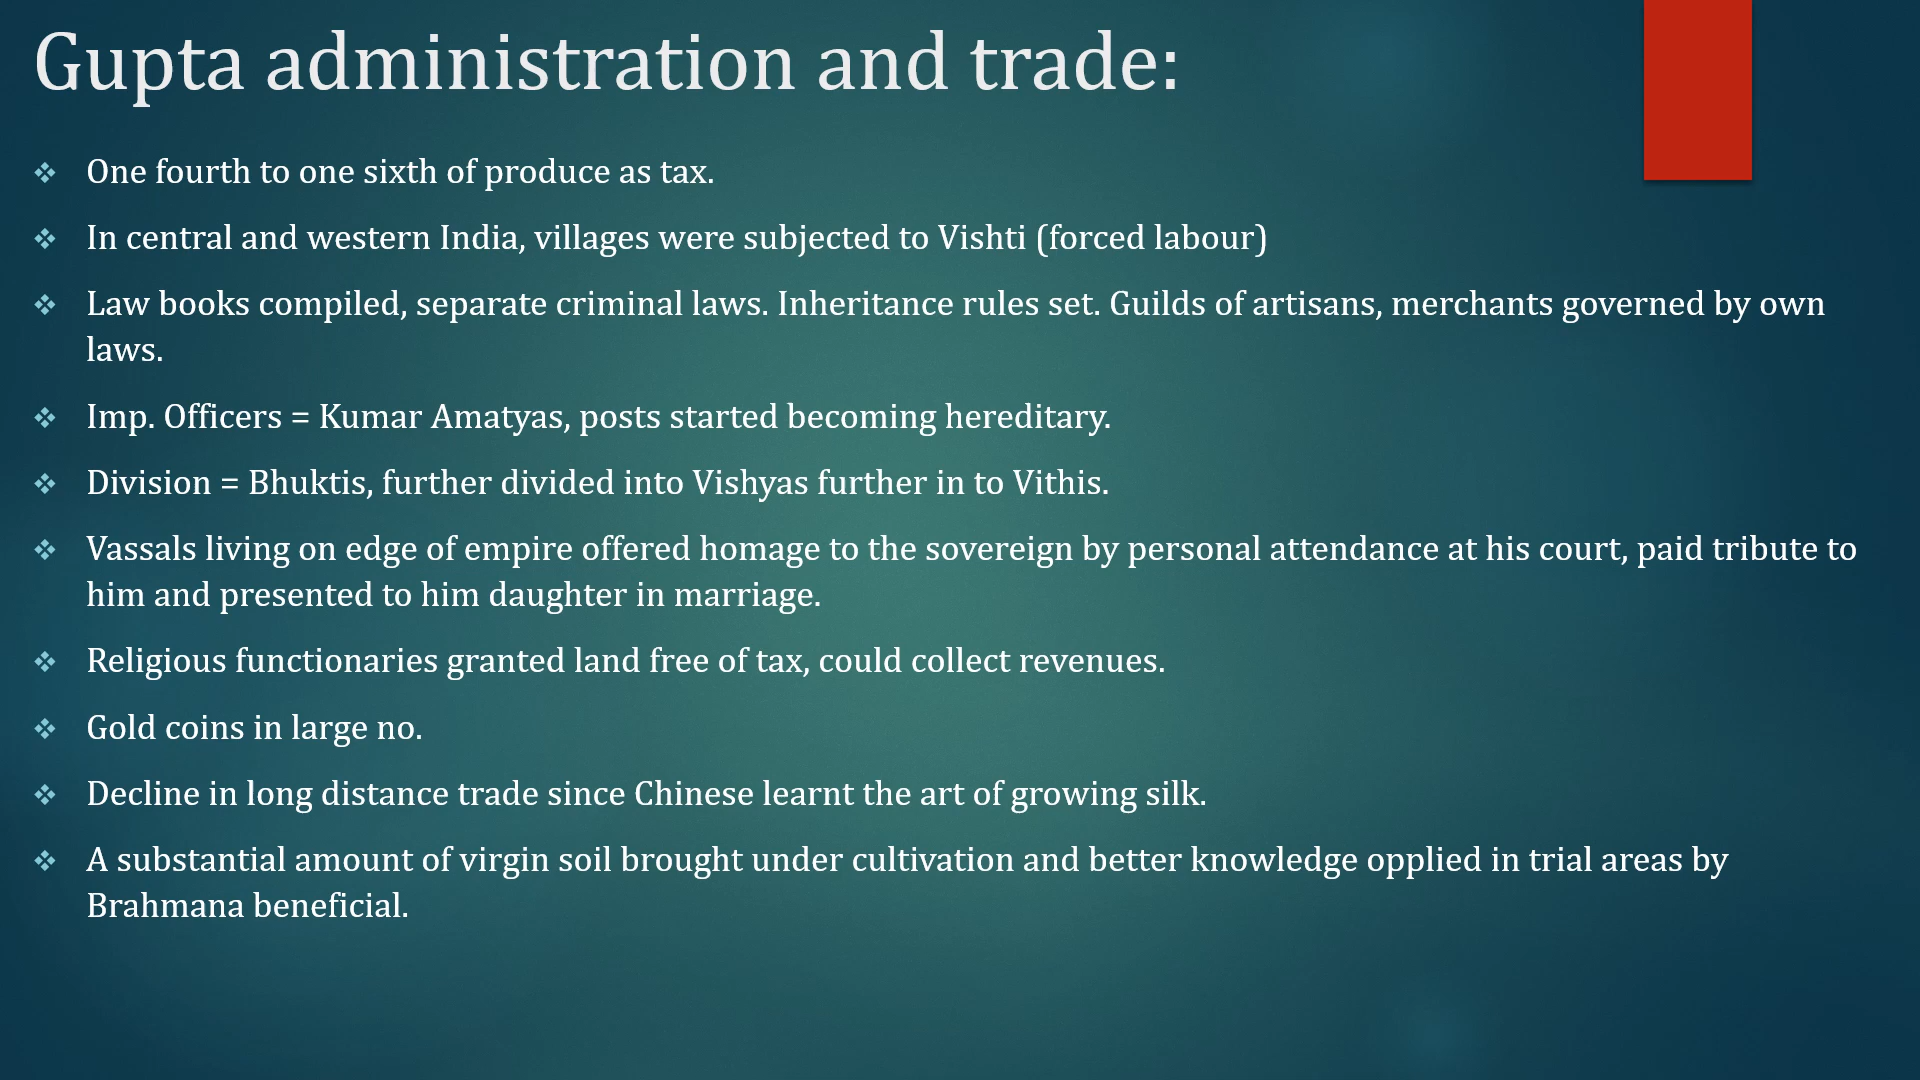 Gupta administration and trade:
One fourth to one sixth of produce as tax.
In central and western India, villages were subjected to Vishti (forced labour)
Law books compiled, separate criminal laws. Inheritance rules set. Guilds of artisans, merchants governed by own
laws.
Imp. Officers = Kumar Amatyas, posts started becoming hereditary.
Division = Bhuktis, further divided into Vishyas further in to Vithis.
Vassals living on edge of empire offered homage to the sovereign by personal attendance at his court, paid tribute to
him and presented to him daughter in marriage.
Religious functionaries granted land free of tax, could collect revenues.
Gold coins in large no.
Decline in long distance trade since Chinese learnt the art of growing silk.
A substantial amount of virgin soil brought under cultivation and better knowledge opplied in trial areas by
Brahmana beneficial.